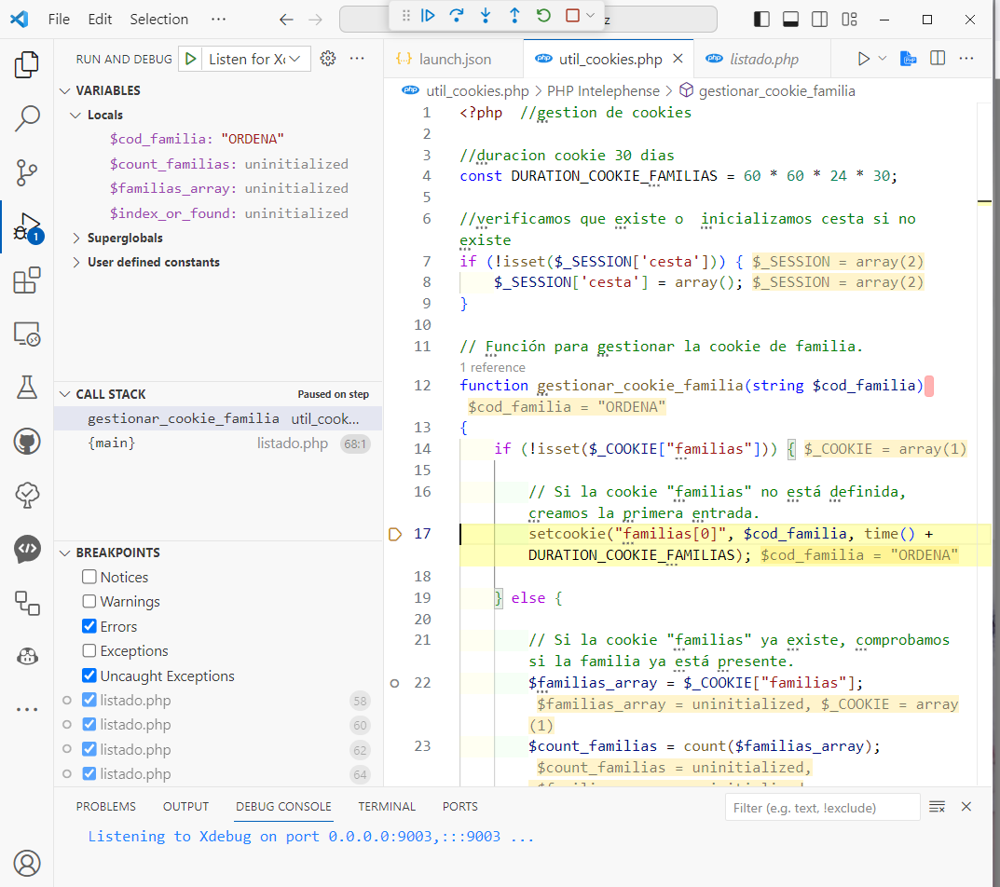 File Edit Selection ··· z
RUN AND DEBUG Listen for Xc ···
VARIABLES
Locals
$cod_familia: "ORDENA"
$count_familias: uninitialized
$familias_array: uninitialized
$index_or_found: uninitialized
Superglobals
User defined constants
CALL STACK Paused on step
gestionar_cookie_familia util_cook...
{main} listado.php 68:1
BREAKPOINTS
Notices
Warnings
Errors
Exceptions
Uncaught Exceptions
listado.php 58
listado.php 60
listado.php 62
listado.php 64
1
{..} launch.json php util_cookies.php php listado.php ···
php util_cookies.php > PHP Intelephense > gestionar_cookie_familia
1 <?php //gestion de cookies
2
3 //duracion cookie 30 dias
4 const DURATION_COOKIE_FAMILIAS = 60 * 60 * 24 * 30;
5
6 //verificamos que existe o inicializamos cesta si no
existe
7 if (!isset($_SESSION['cesta'])) { $_SESSION = array(2)
8 $_SESSION['cesta'] = array(); $_SESSION = array(2)
9 }
10
11 // Función para gestionar la cookie de familia.
1 reference
12 function gestionar_cookie_familia(string $cod_familia)
$cod_familia = "ORDENA"
13 {
14 if (!isset($_COOKIE["familias"])) { $_COOKIE = array(1)
15
16 // Si la cookie "familias" no está definida,
creamos la primera entrada.
17 setcookie("familias[0]", $cod_familia, time() +
DURATION_COOKIE_FAMILIAS); $cod_familia = "ORDENA"
18
19 } else {
20
21 // Si la cookie "familias" ya existe, comprobamos
si la familia ya está presente.
22 $familias_array = $_COOKIE["familias"];
$familias_array = uninitialized, $_COOKIE = array
(1)
23 $count_familias = count($familias_array);
$count_familias = uninitialized,
PROBLEMS OUTPUT DEBUG CONSOLE TERMINAL PORTS Filter (e.g. text, !exclude)
Listening to Xdebug on port 0.0.0.0:9003,:::9003 ...